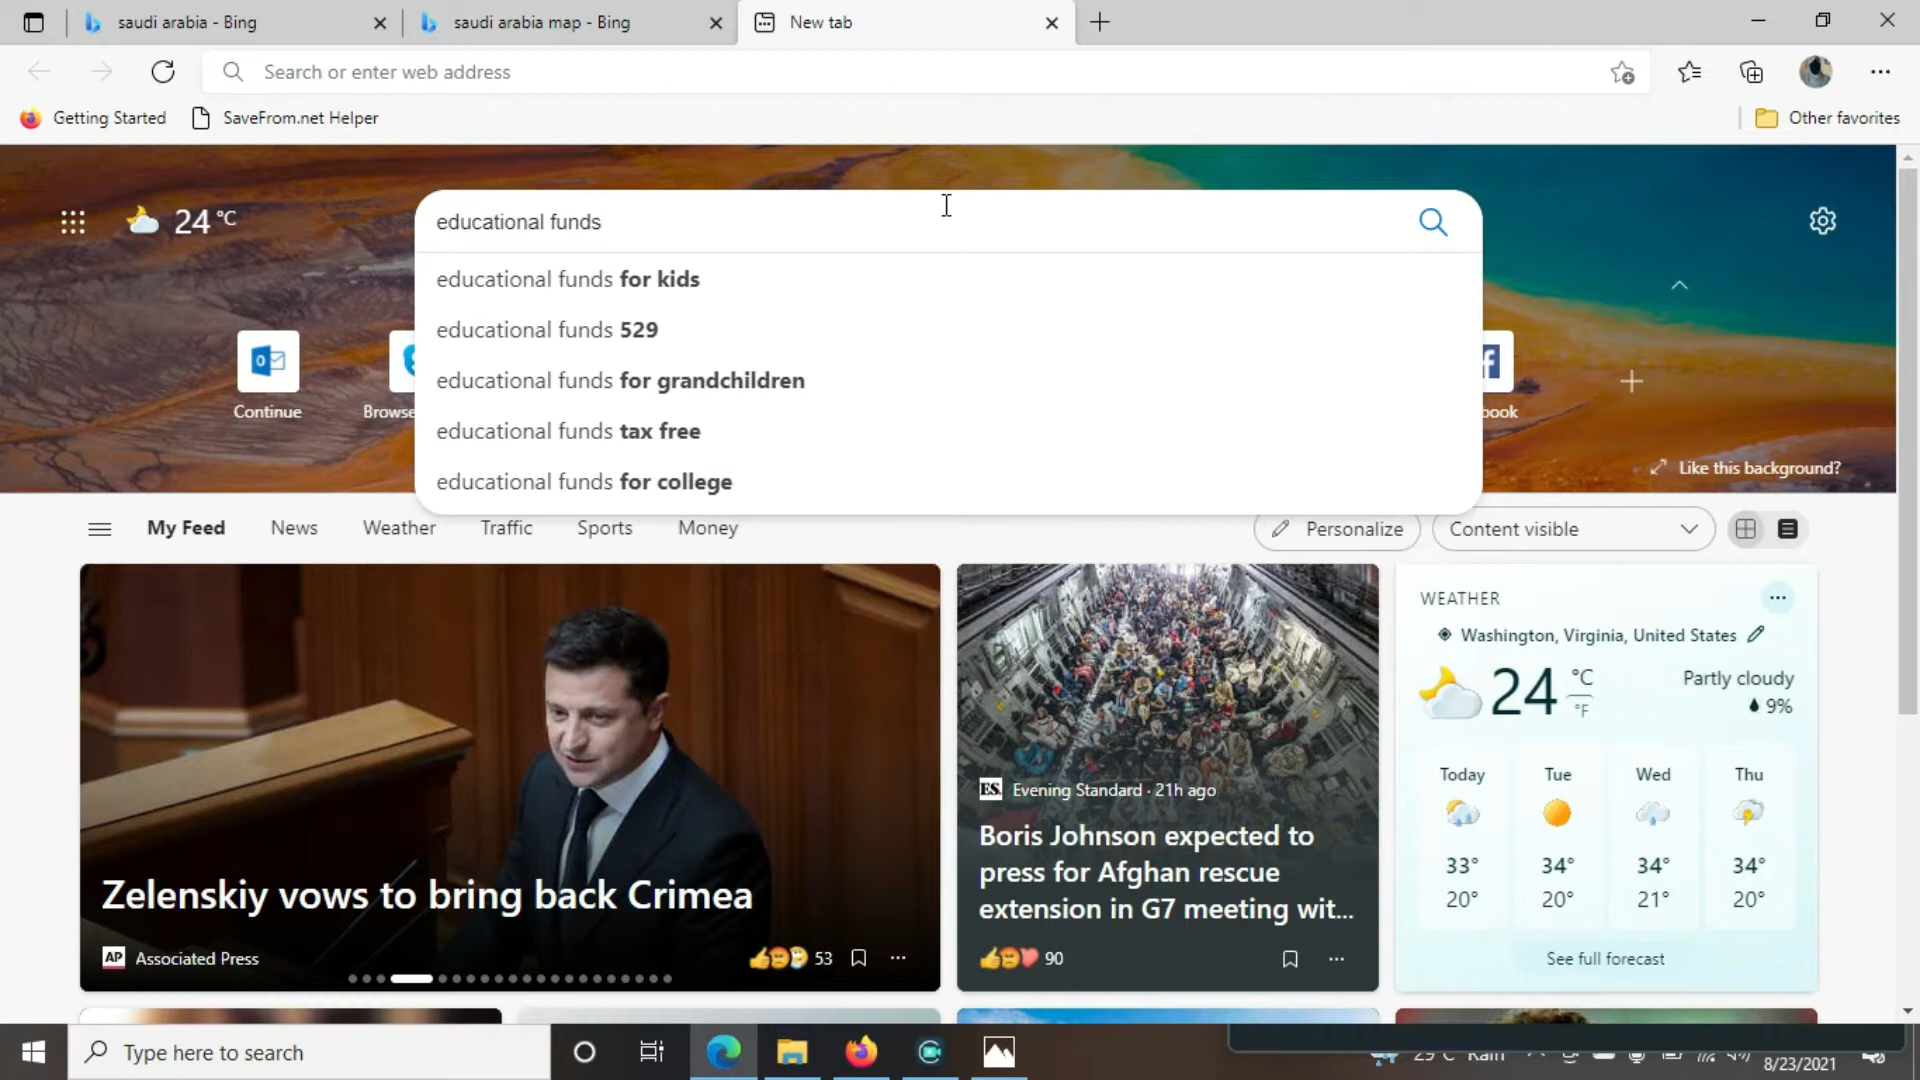 saudi arabia - Bing
saudi arabia map - Bing
New tab
Search or enter web address
Getting Started
SaveFrom.net Helper
Other favorites
24 °C
educational funds
educational funds for kids
educational funds 529
educational funds for grandchildren
educational funds tax free
educational funds for college
Continue
Browse
book
Like this background?
My Feed
News
Weather
Traffic
Sports
Money
Personalize
Content visible
Zelenskiy vows to bring back Crimea
AP Associated Press
53
ES. Evening Standard · 21h ago
Boris Johnson expected to
press for Afghan rescue
extension in G7 meeting wit...
90
WEATHER
Washington, Virginia, United States
24 °C
°F
Partly cloudy
9%
Today Tue Wed Thu
33° 34° 34° 34°
20° 20° 21° 20°
See full forecast
Type here to search
29°C Rain
8/23/2021